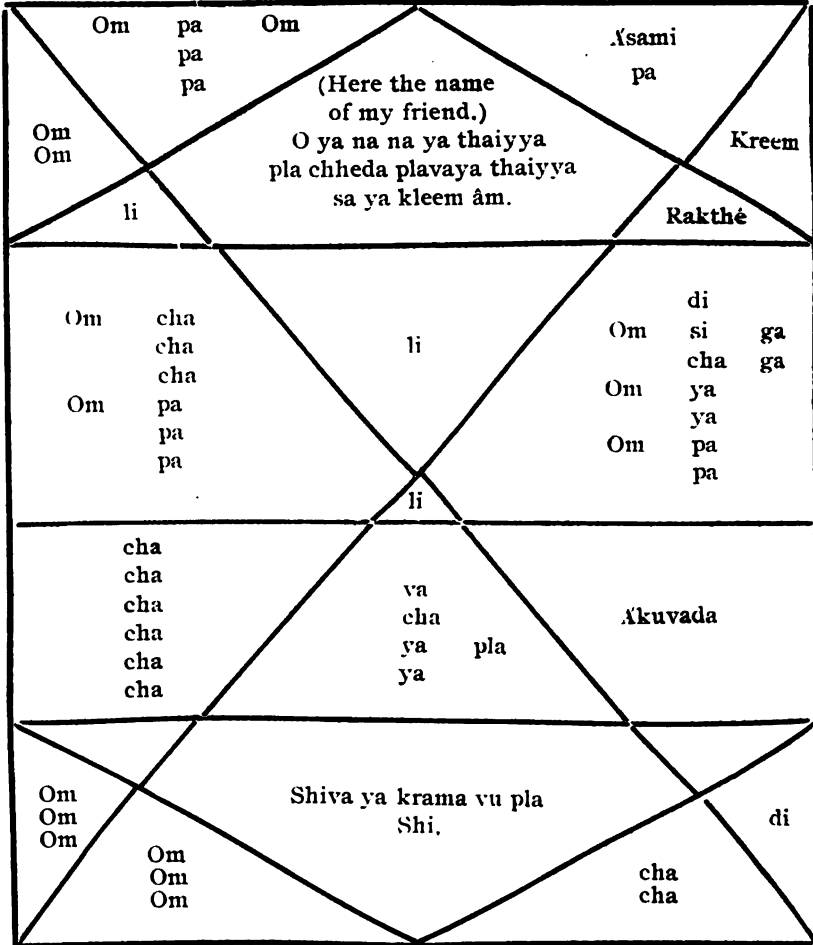 Om pa Om
pa
pa
Ásami
pa
(Here the name
of my friend.)
O ya na na ya thaiyya
pla chheda plavaya thaiyya
sa ya kleem âm.
Om
Om
Kreem
li
Rakthé
Om cha
cha
cha
Om pa
pa
pa
li
di
Om si ga
cha ga
Om ya
ya
Om pa
pa
li
cha
cha
cha
cha
cha
cha
va
cha
ya pla
ya
Ákuvada
Om
Om
Om
Shiva ya krama vu pla
Shi.
di
Om
Om
Om
cha
cha